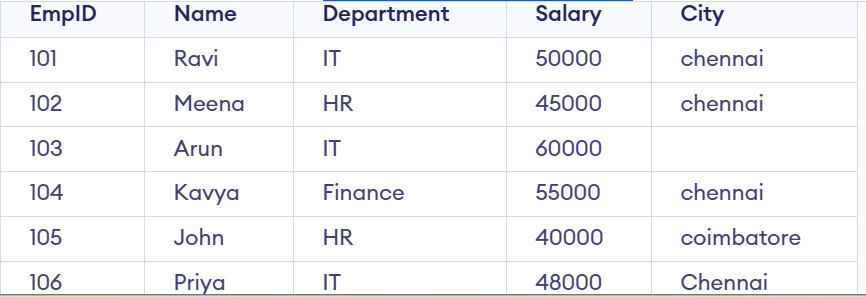 EmpID Name Department Salary City
101 Ravi IT 50000 chennai
102 Meena HR 45000 chennai
103 Arun IT 60000
104 Kavya Finance 55000 chennai
105 John HR 40000 coimbatore
106 Priya IT 48000 Chennai